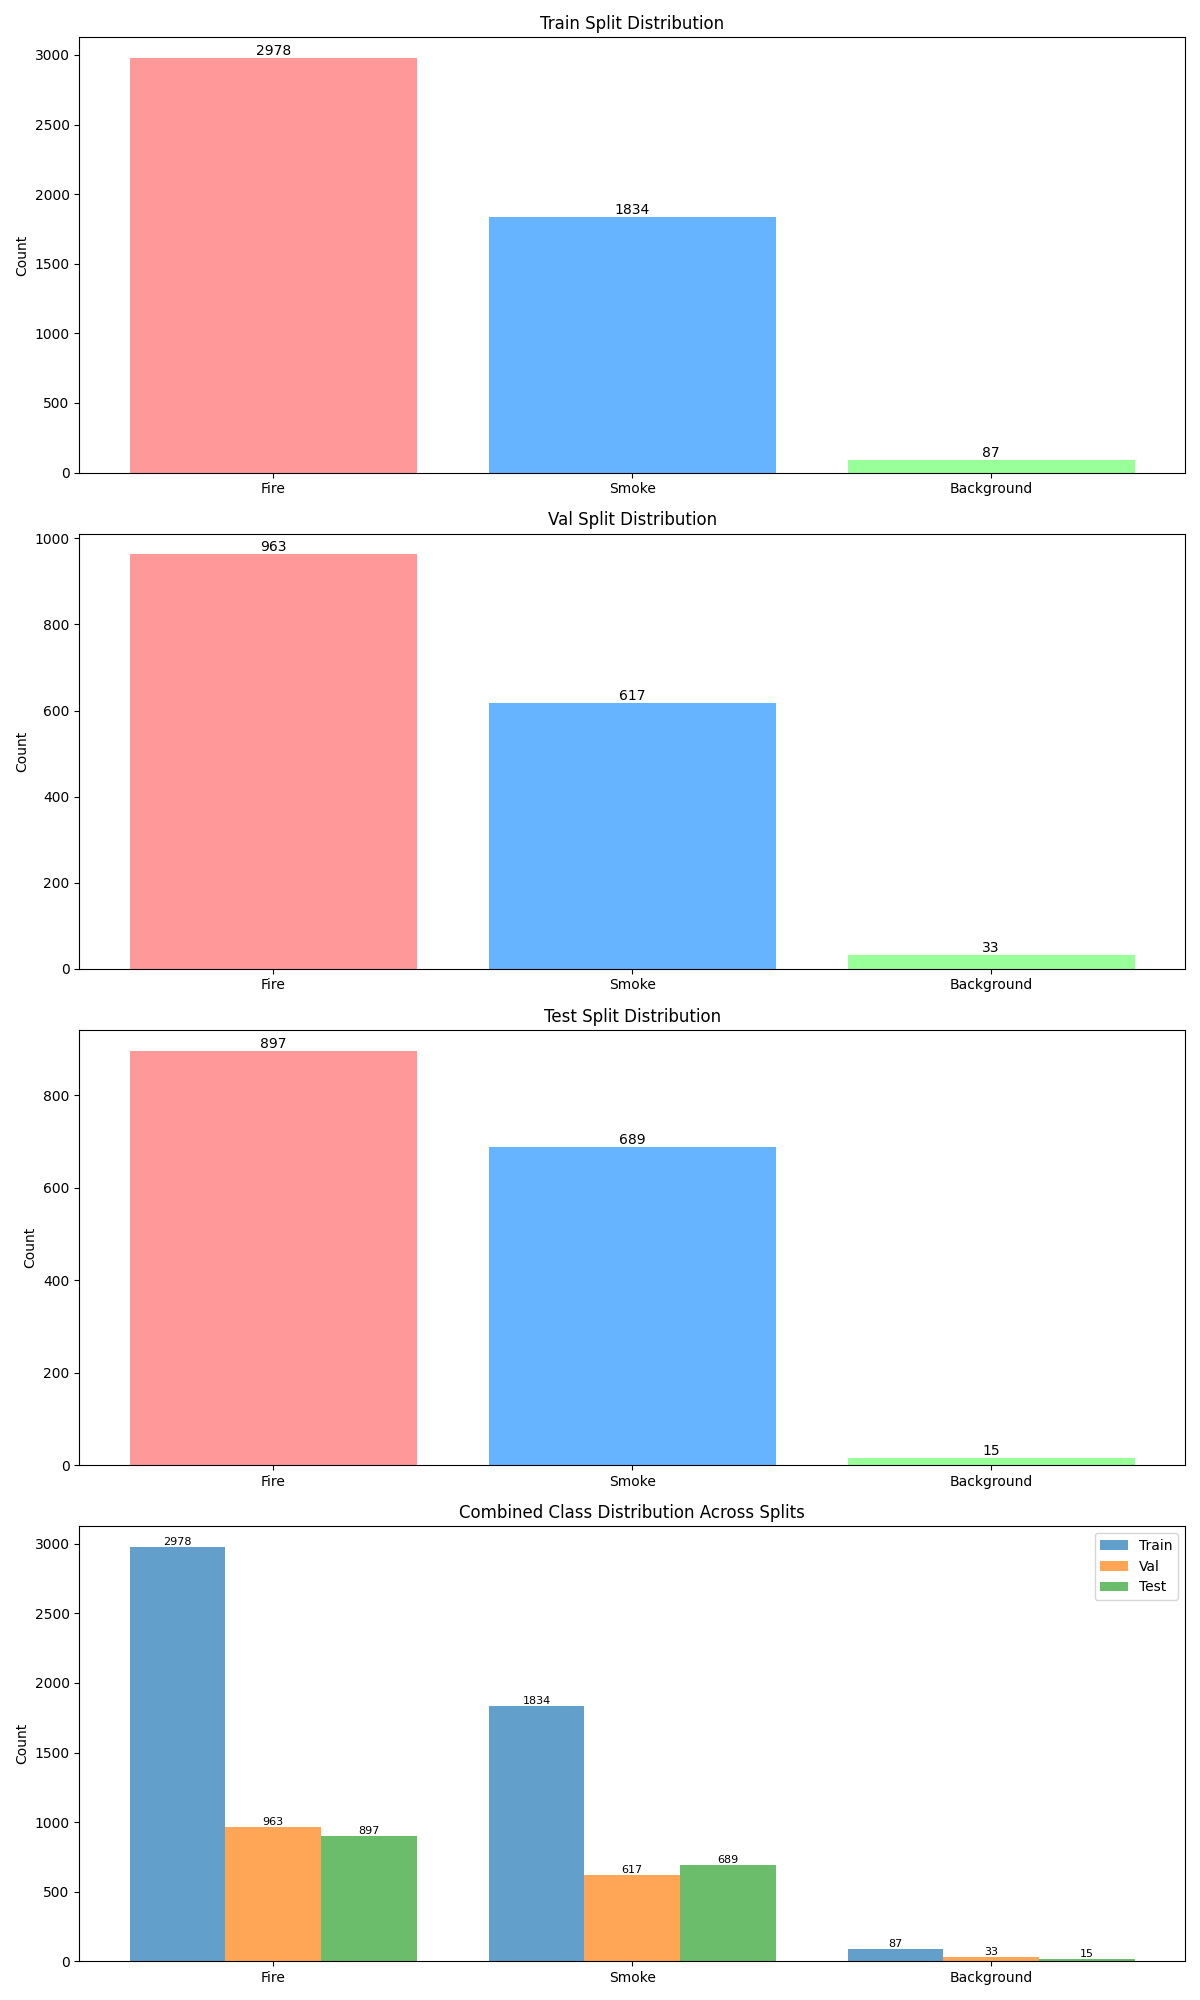 Train Split Distribution
3000
2500
2000
1500
1000
500
0
Count
2978
1834
87
Fire
Smoke
Background
Val Split Distribution
1000
800
600
400
200
0
Count
963
617
33
Fire
Smoke
Background
Test Split Distribution
800
600
400
200
0
Count
897
689
15
Fire
Smoke
Background
Combined Class Distribution Across Splits
3000
2500
2000
1500
1000
500
0
Count
2978
963
897
1834
617
689
87
33
15
Train
Val
Test
Fire
Smoke
Background